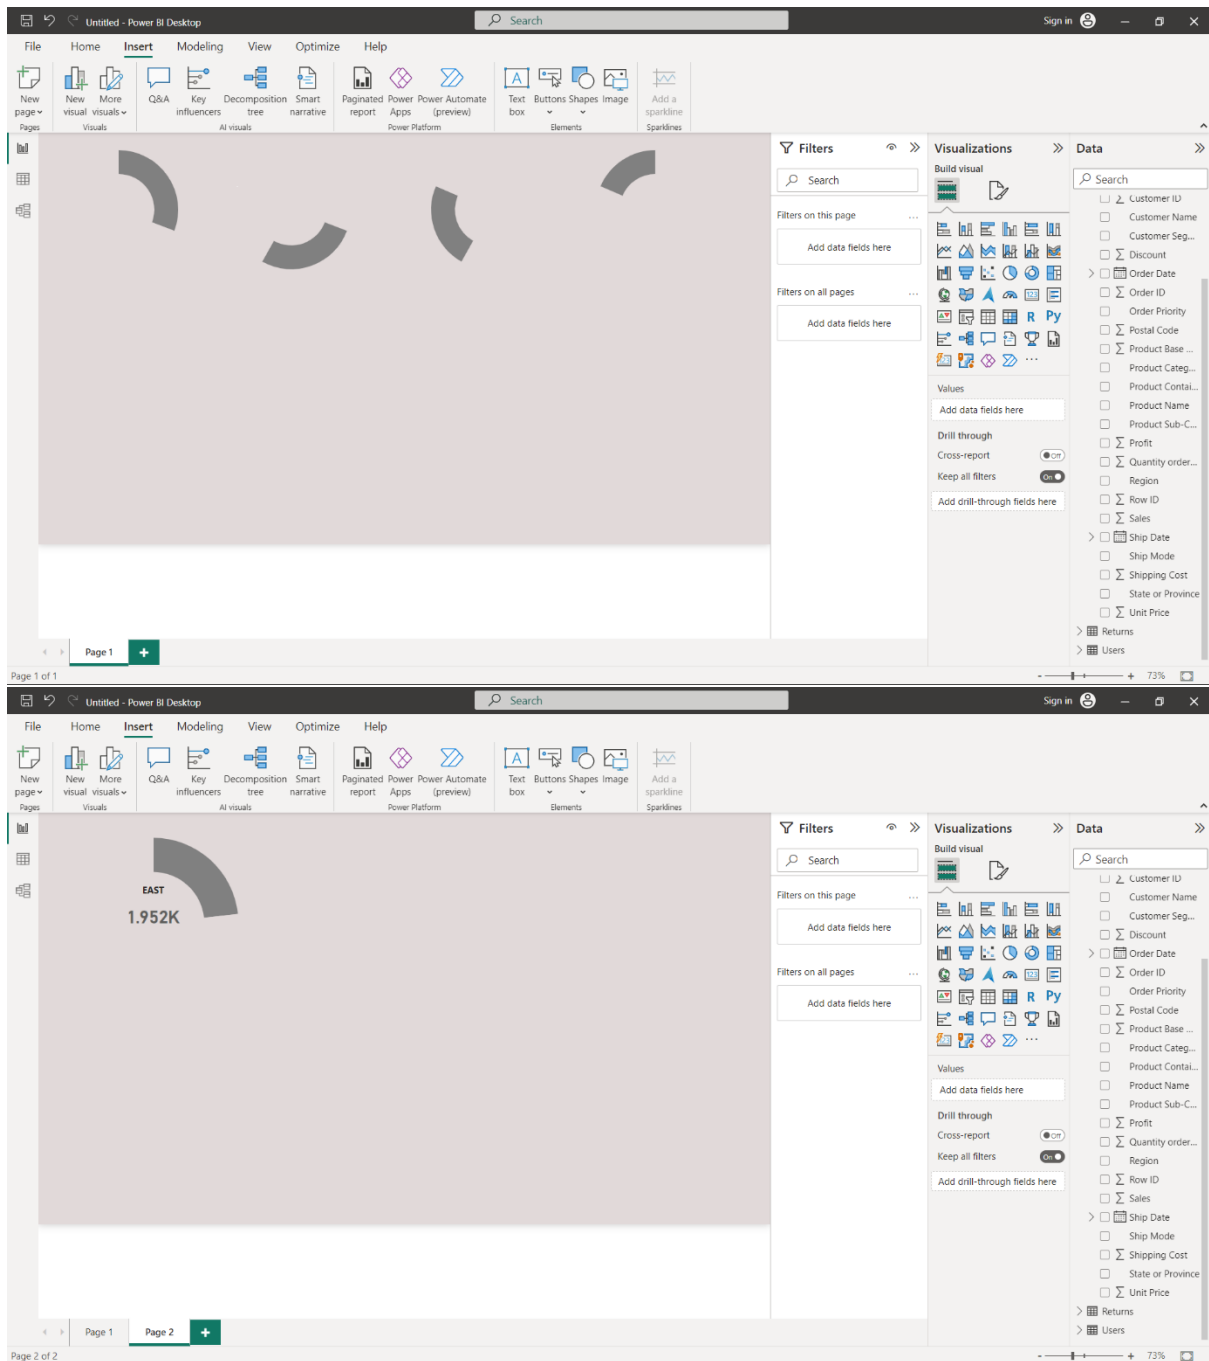 Untitled - Power BI Desktop
Search
Sign in
File Home Insert Modeling View Optimize Help
New page
New visual
More visuals
Q&A
Key influencers
Decomposition tree
Smart narrative
Paginated report
Power Apps
Power Automate (preview)
A
Text box
Buttons
Shapes
Image
Add a sparkline
Pages
Visuals
AI visuals
Power Platform
Elements
Sparklines
Filters
Search
Filters on this page ...
Add data fields here
Filters on all pages ...
Add data fields here
Visualizations
Build visual
123
R Py
...
Values
Add data fields here
Drill through
Cross-report Off
Keep all filters On
Add drill-through fields here
Data
Search
∑ Customer ID
Customer Name
Customer Seg...
∑ Discount
Order Date
∑ Order ID
Order Priority
∑ Postal Code
∑ Product Base ...
Product Categ...
Product Contai...
Product Name
Product Sub-C...
∑ Profit
∑ Quantity order...
Region
∑ Row ID
∑ Sales
Ship Date
Ship Mode
∑ Shipping Cost
State or Province
∑ Unit Price
Returns
Users
Page 1 +
Page 1 of 1
- + 73%
Untitled - Power BI Desktop
Search
Sign in
File Home Insert Modeling View Optimize Help
New page
New visual
More visuals
Q&A
Key influencers
Decomposition tree
Smart narrative
Paginated report
Power Apps
Power Automate (preview)
A
Text box
Buttons
Shapes
Image
Add a sparkline
Pages
Visuals
AI visuals
Power Platform
Elements
Sparklines
EAST
1.952K
Filters
Search
Filters on this page ...
Add data fields here
Filters on all pages ...
Add data fields here
Visualizations
Build visual
123
R Py
...
Values
Add data fields here
Drill through
Cross-report Off
Keep all filters On
Add drill-through fields here
Data
Search
∑ Customer ID
Customer Name
Customer Seg...
∑ Discount
Order Date
∑ Order ID
Order Priority
∑ Postal Code
∑ Product Base ...
Product Categ...
Product Contai...
Product Name
Product Sub-C...
∑ Profit
∑ Quantity order...
Region
∑ Row ID
∑ Sales
Ship Date
Ship Mode
∑ Shipping Cost
State or Province
∑ Unit Price
Returns
Users
Page 1 Page 2 +
Page 2 of 2
- + 73%